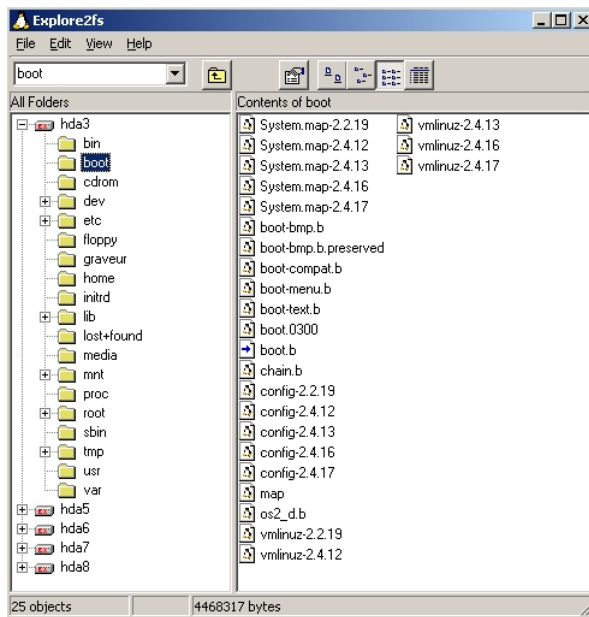 Explore2fs
File Edit View Help
boot
All Folders
Contents of boot
hda3
bin
boot
cdrom
dev
etc
floppy
graveur
home
initrd
lib
lost+found
media
mnt
proc
root
sbin
tmp
usr
var
hda5
hda6
hda7
hda8
System.map-2.2.19
System.map-2.4.12
System.map-2.4.13
System.map-2.4.16
System.map-2.4.17
boot-bmp.b
boot-bmp.b.preserved
boot-compat.b
boot-menu.b
boot-text.b
boot.0300
boot.b
chain.b
config-2.2.19
config-2.4.12
config-2.4.13
config-2.4.16
config-2.4.17
map
os2_d.b
vmlinuz-2.2.19
vmlinuz-2.4.12
vmlinuz-2.4.13
vmlinuz-2.4.16
vmlinuz-2.4.17
25 objects
4468317 bytes